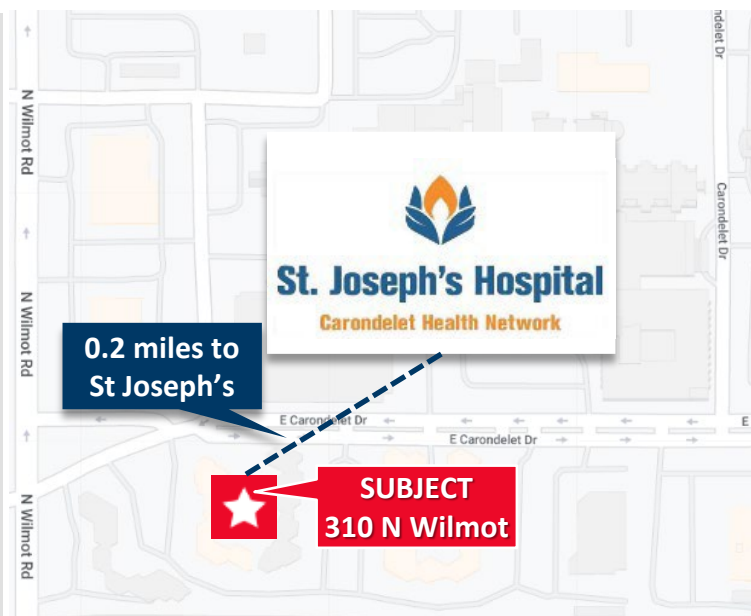 ndelet Dr
N Wilmot Rd
Carondelet Dr
St. Joseph's Hospital
Carondelet Health Network
N Wilmot Rd
0.2 miles to
St Joseph's
E Carondelet Dr
E
E Carondelet Dr
SUBJECT
310 N Wilmot
N Wilmot Rd